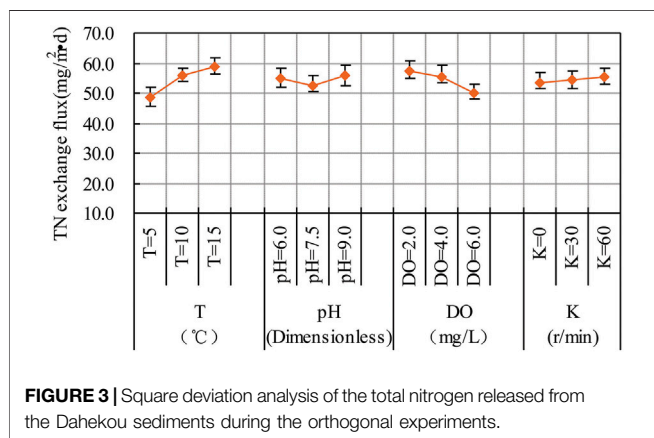 TN exchange flux(mg/m²•d)
70.0
60.0
50.0
40.0
30.0
20.0
10.0
T=5
T=10
T=15
pH=6.0
pH=7.5
pH=9.0
DO=2.0
DO=4.0
DO=6.0
K=0
K=30
K=60
T
(℃)
pH
(Dimensionless)
DO
(mg/L)
K
(r/min)
FIGURE 3 | Square deviation analysis of the total nitrogen released from
the Dahekou sediments during the orthogonal experiments.